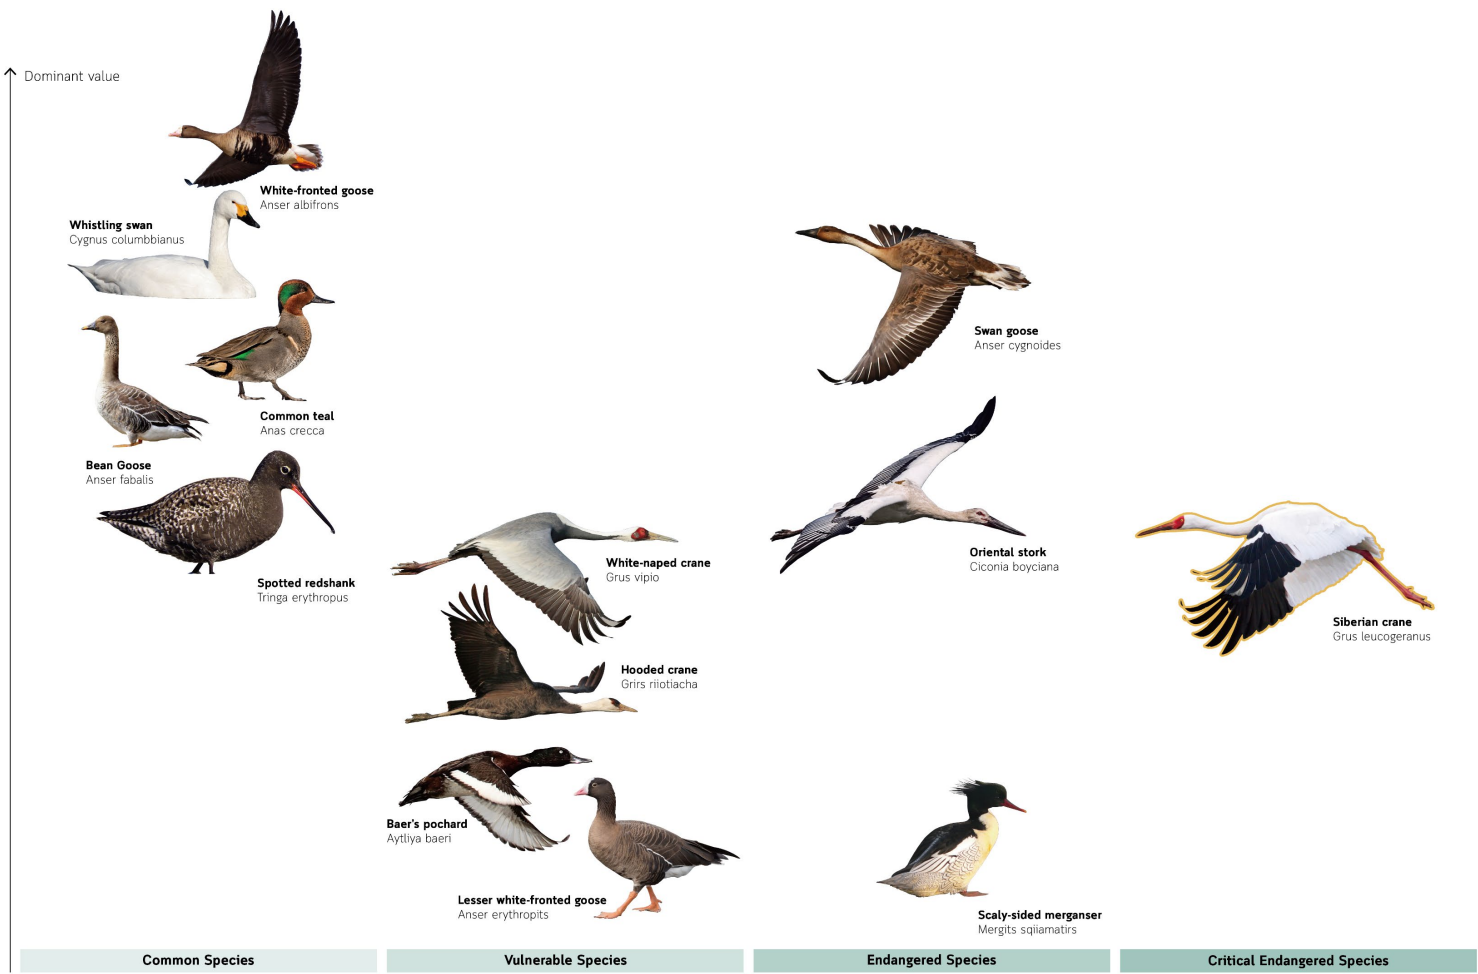 Dominant value
White-fronted goose
Anser albifrons
Whistling swan
Cygnus columbbianus
Swan goose
Anser cygnoides
Common teal
Anas crecca
Bean Goose
Anser fabalis
Oriental stork
Ciconia boyciana
White-naped crane
Grus vipio
Spotted redshank
Tringa erythropus
Siberian crane
Grus leucogeranus
Hooded crane
Grirs riiotiacha
Baer's pochard
Aytliya baeri
Lesser white-fronted goose
Anser erythropits
Scaly-sided merganser
Mergits sqiiamatirs
Common Species
Vulnerable Species
Endangered Species
Critical Endangered Species